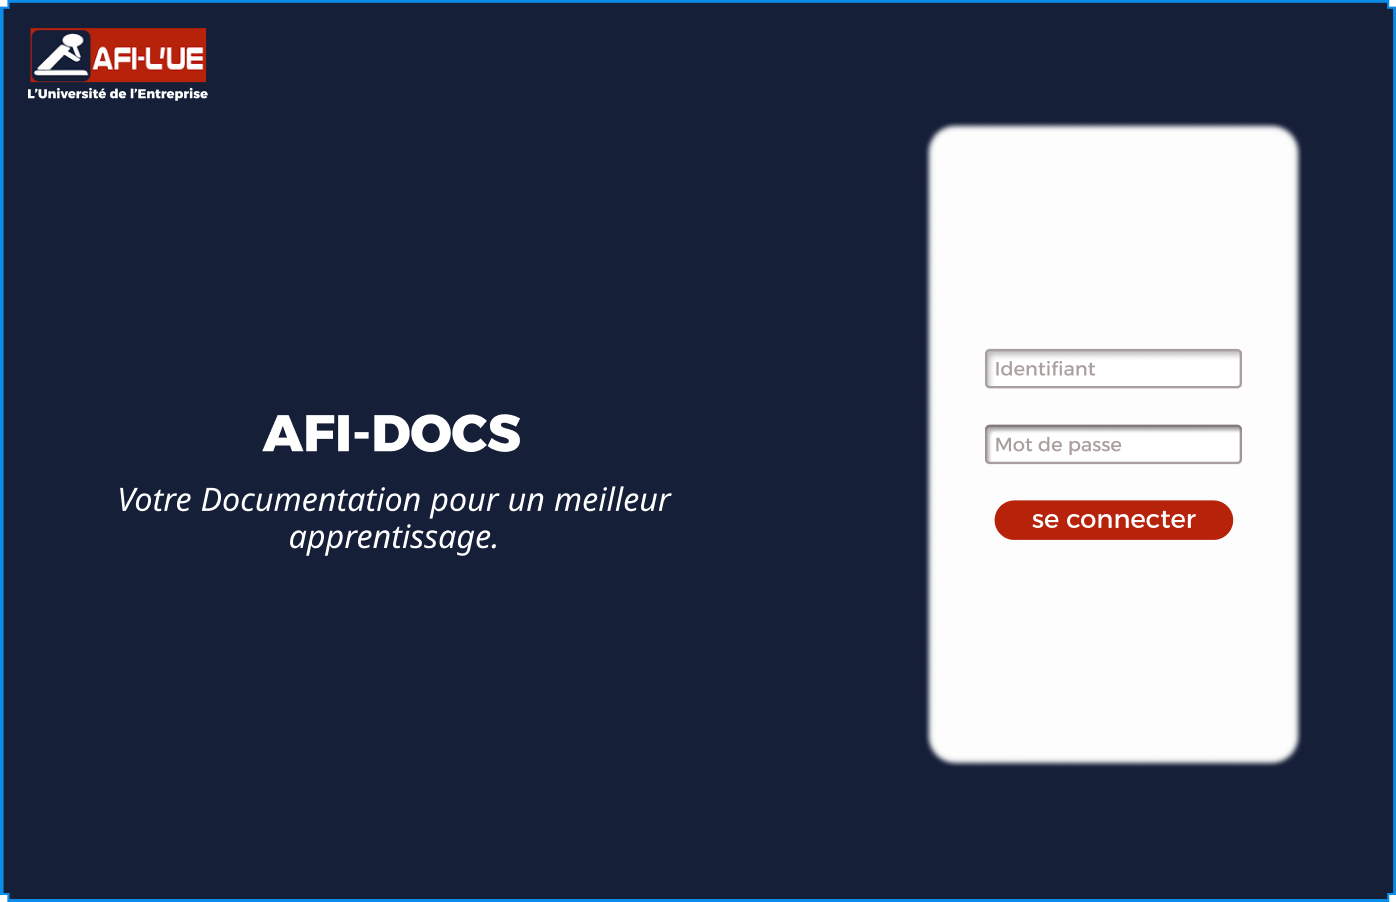 AFI-L'UE
L'Université de l'Entreprise
AFI-DOCS
Votre Documentation pour un meilleur
apprentissage.
Identifiant
Mot de passe
se connecter